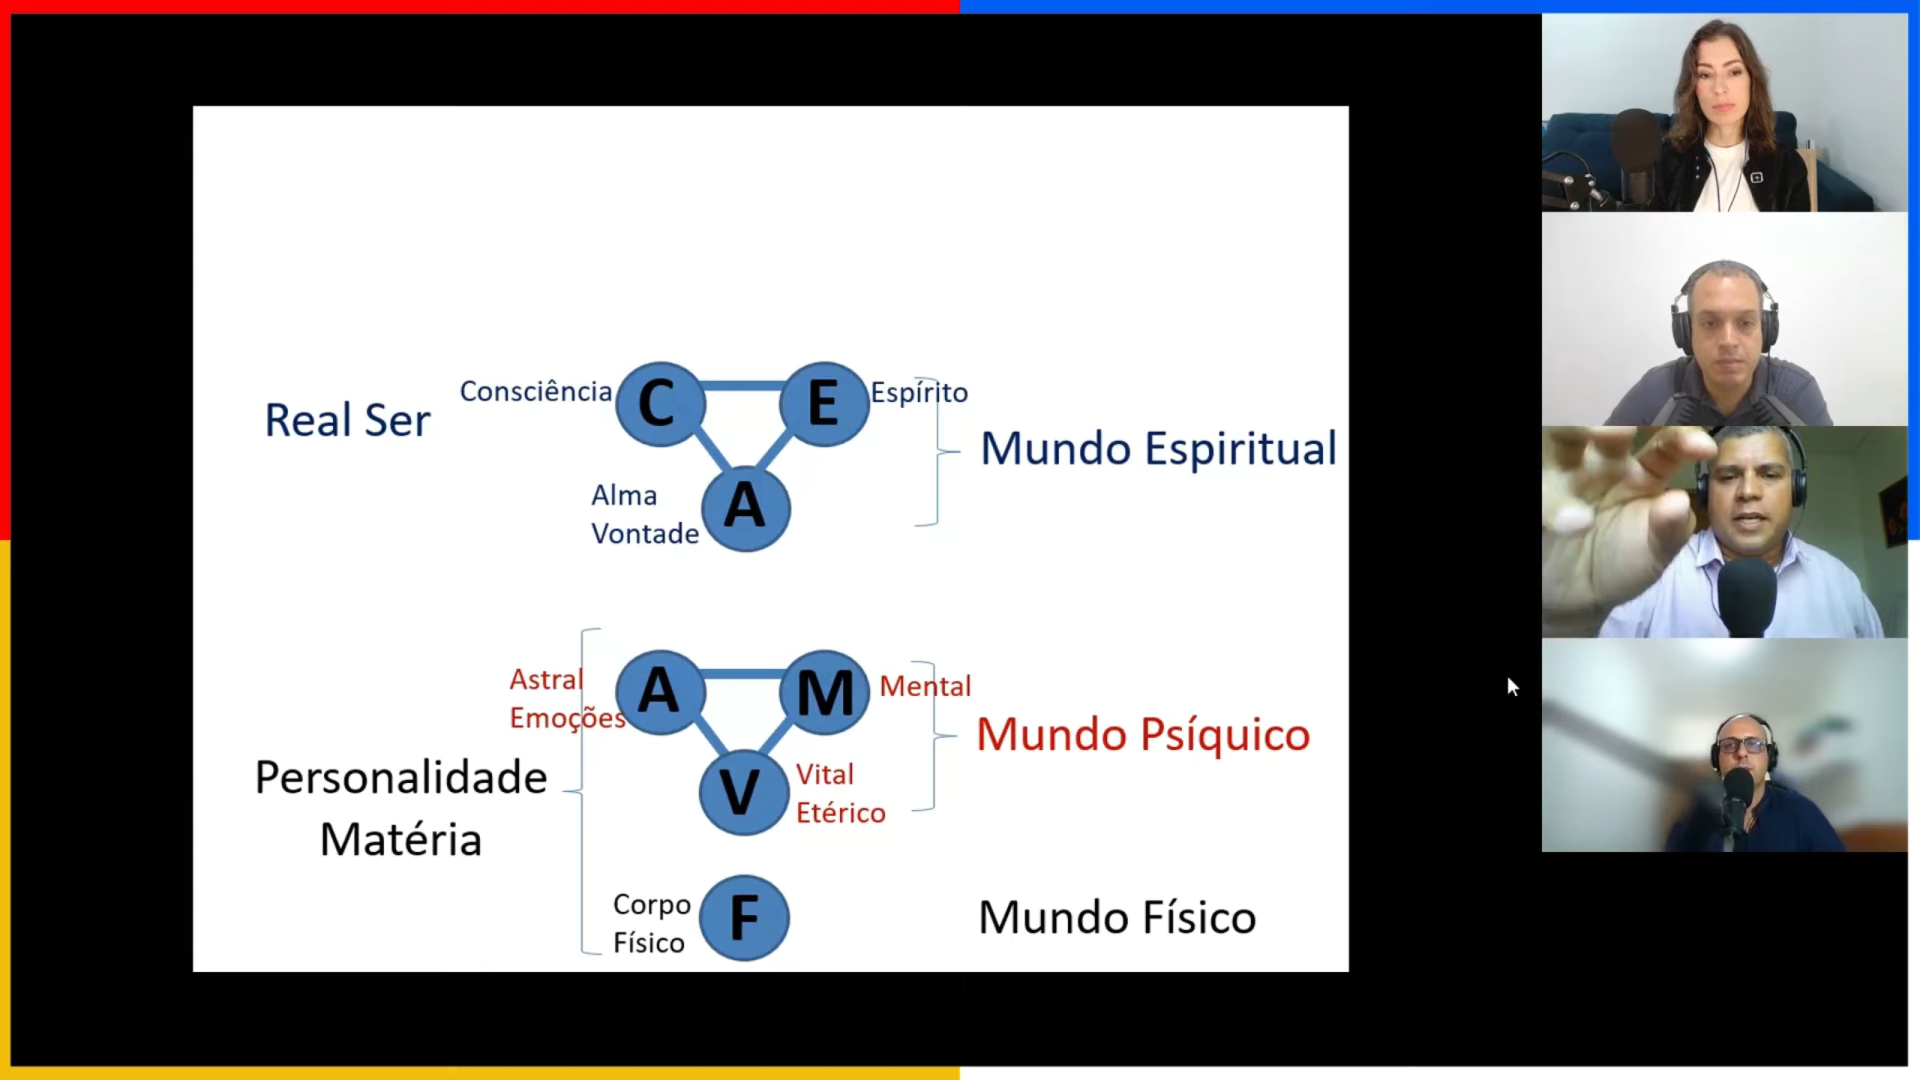 Real Ser
Consciência
C
E
Espírito
Mundo Espiritual
Alma
Vontade
A
Astral
Emoções
A
M
Mental
Mundo Psíquico
Personalidade
Matéria
V
Vital
Etérico
Corpo
Físico
F
Mundo Físico